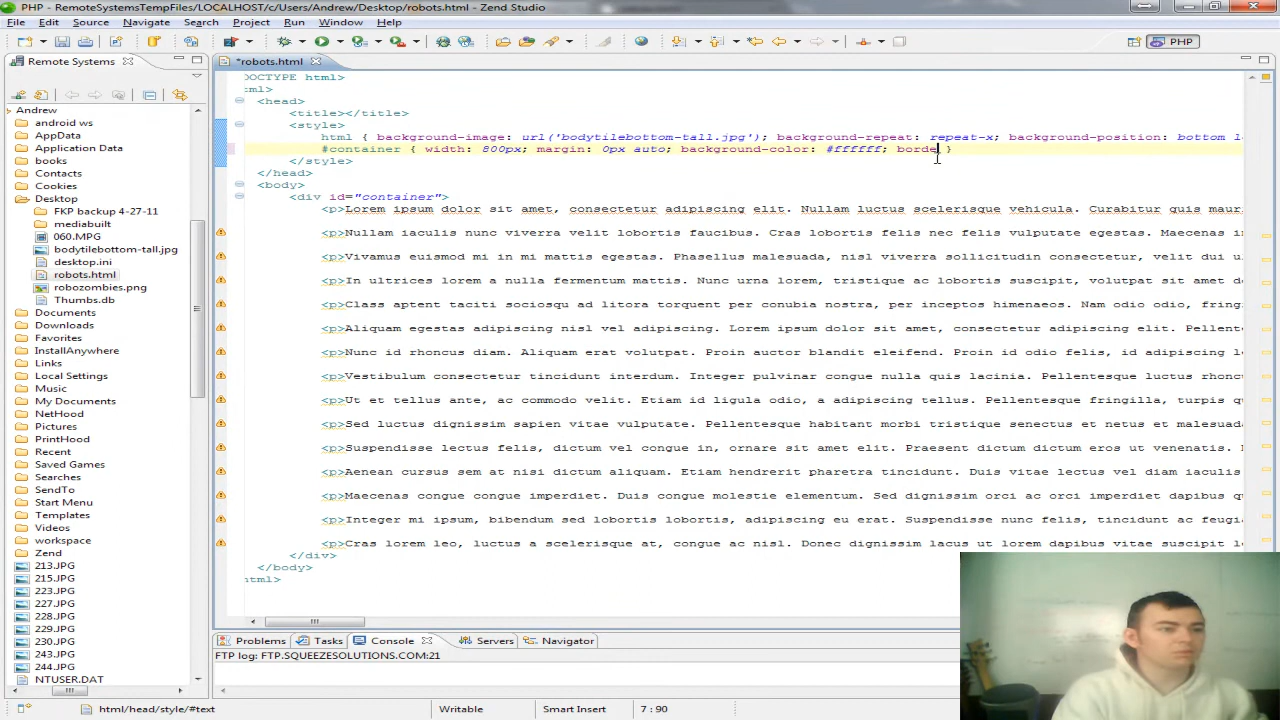 PHP - RemoteSystemsTempFiles/LOCALHOST/c/Users/Andrew/Desktop/robots.html - Zend Studio
File Edit Source Navigate Search Project Run Window Help
PHP
Remote Systems
*robots.html
Andrew
android ws
AppData
Application Data
books
Contacts
Cookies
Desktop
FKP backup 4-27-11
mediabuilt
060.MPG
bodytilebottom-tall.jpg
desktop.ini
robots.html
robozombies.png
Thumbs.db
Documents
Downloads
Favorites
InstallAnywhere
Links
Local Settings
Music
My Documents
NetHood
Pictures
PrintHood
Recent
Saved Games
Searches
SendTo
Start Menu
Templates
Videos
workspace
Zend
213.JPG
215.JPG
223.JPG
227.JPG
228.JPG
229.JPG
230.JPG
243.JPG
244.JPG
NTUSER.DAT
DOCTYPE html>
ml>
<head>
<title></title>
<style>
html { background-image: url('bodytilebottom-tall.jpg'); background-repeat: repeat-x; background-position: bottom l
#container { width: 800px; margin: 0px auto; background-color: #ffffff; borde }
</style>
</head>
<body>
<div id="container">
<p>Lorem ipsum dolor sit amet, consectetur adipiscing elit. Nullam luctus scelerisque vehicula. Curabitur quis maur
<p>Nullam iaculis nunc viverra velit lobortis faucibus. Cras lobortis felis nec felis vulputate egestas. Maecenas i
<p>Vivamus euismod mi in mi mattis egestas. Phasellus malesuada, nisl viverra sollicitudin consectetur, velit dui u
<p>In ultrices lorem a nulla fermentum mattis. Nunc urna lorem, tristique ac lobortis suscipit, volutpat sit amet d
<p>Class aptent taciti sociosqu ad litora torquent per conubia nostra, per inceptos himenaeos. Nam odio odio, fring
<p>Aliquam egestas adipiscing nisl vel adipiscing. Lorem ipsum dolor sit amet, consectetur adipiscing elit. Pellente
<p>Nunc id rhoncus diam. Aliquam erat volutpat. Proin auctor blandit eleifend. Proin id odio felis, id aliquam odio
<p>Vestibulum consectetur tincidunt interdum. Integer pulvinar congue nulla quis lacinia. Pellentesque luctus rhonc
<p>Ut et tellus ante, ac commodo velit. Etiam id ligula odio, a adipiscing tellus. Pellentesque fringilla, turpis q
<p>Sed luctus dignissim sapien vitae vulputate. Pellentesque habitant morbi tristique senectus et netus et malesuad
<p>Suspendisse luctus felis, dictum vel congue in, ornare sit amet elit. Praesent dictum dictum eros ut venenatis.
<p>Aenean cursus sem at nisi dictum aliquam. Etiam hendrerit pharetra tincidunt. Duis vitae lectus vel diam iaculis
<p>Maecenas congue congue imperdiet. Duis congue molestie elementum. Sed dignissim orci ac orci imperdiet dapibus q
<p>Integer mi ipsum, bibendum sed lobortis lobortis, adipiscing eu erat. Suspendisse nunc felis, tincidunt ac feugi
<p>Cras lorem leo, luctus a scelerisque at, congue ac nisl. Donec dignissim lacus ut lorem dapibus vitae suscipit l
</div>
</body>
html>
Problems Tasks Console Servers Navigator
FTP log: FTP.SQUEEZESOLUTIONS.COM:21
html/head/style/#text Writable Smart Insert 7 : 90